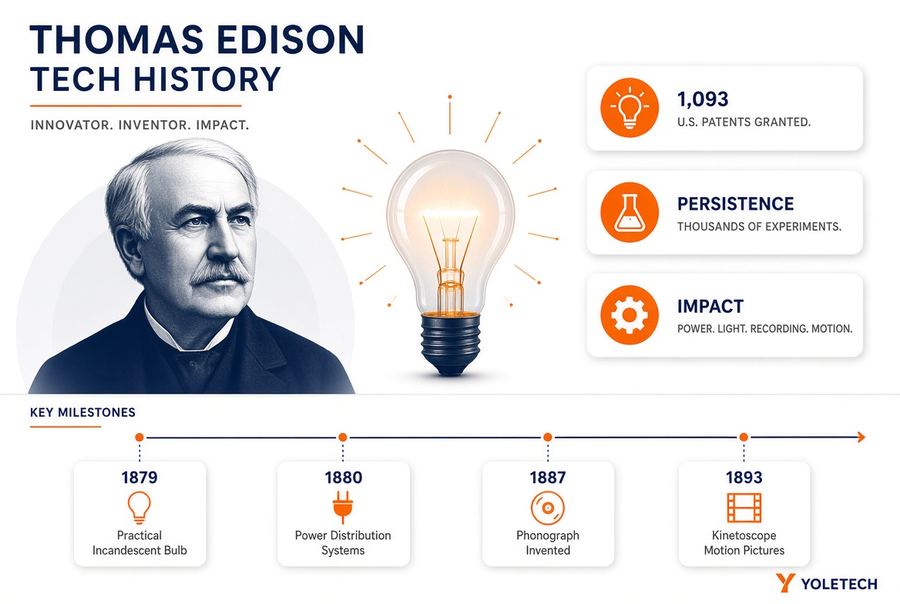 THOMAS EDISON
TECH HISTORY
INNOVATOR. INVENTOR. IMPACT.
1,093
U.S. PATENTS GRANTED.
PERSISTENCE
THOUSANDS OF EXPERIMENTS.
IMPACT
POWER. LIGHT. RECORDING. MOTION.
KEY MILESTONES
1879
Practical
Incandescent Bulb
1880
Power Distribution
Systems
1887
Phonograph
Invented
1893
Kinetoscope
Motion Pictures
YOLETECH